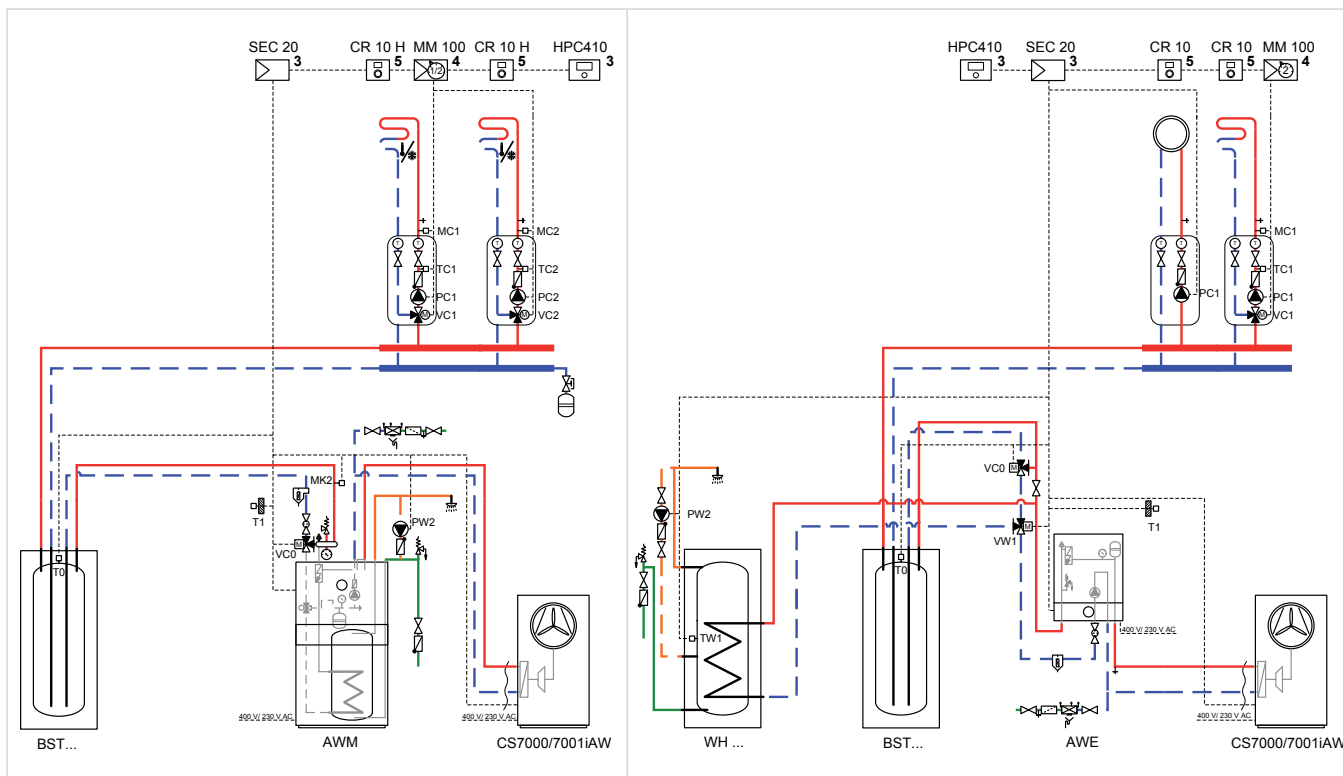 SEC 20 CR 10 H MM 100 CR 10 H HPC410
3 5 4 5 3
1/2
MC1 MC2
T T T T
TC1 TC2
PC1 PC2
M VC1 M VC2
MK2
T1
PW2
M
VC0
T0
400 V/ 230 V AC 400 V/ 230 V AC
BST... AWM CS7000/7001iAW
HPC410 SEC 20 CR 10 CR 10 MM 100
3 3 5 5 4
2
MC1
T T T T
TC1
PC1 PC1
M VC1
VC0 M
PW2
T1
VW1 M
T0
TW1
400 V/ 230 V AC
400 V/ 230 V AC
WH ... BST... AWE CS7000/7001iAW